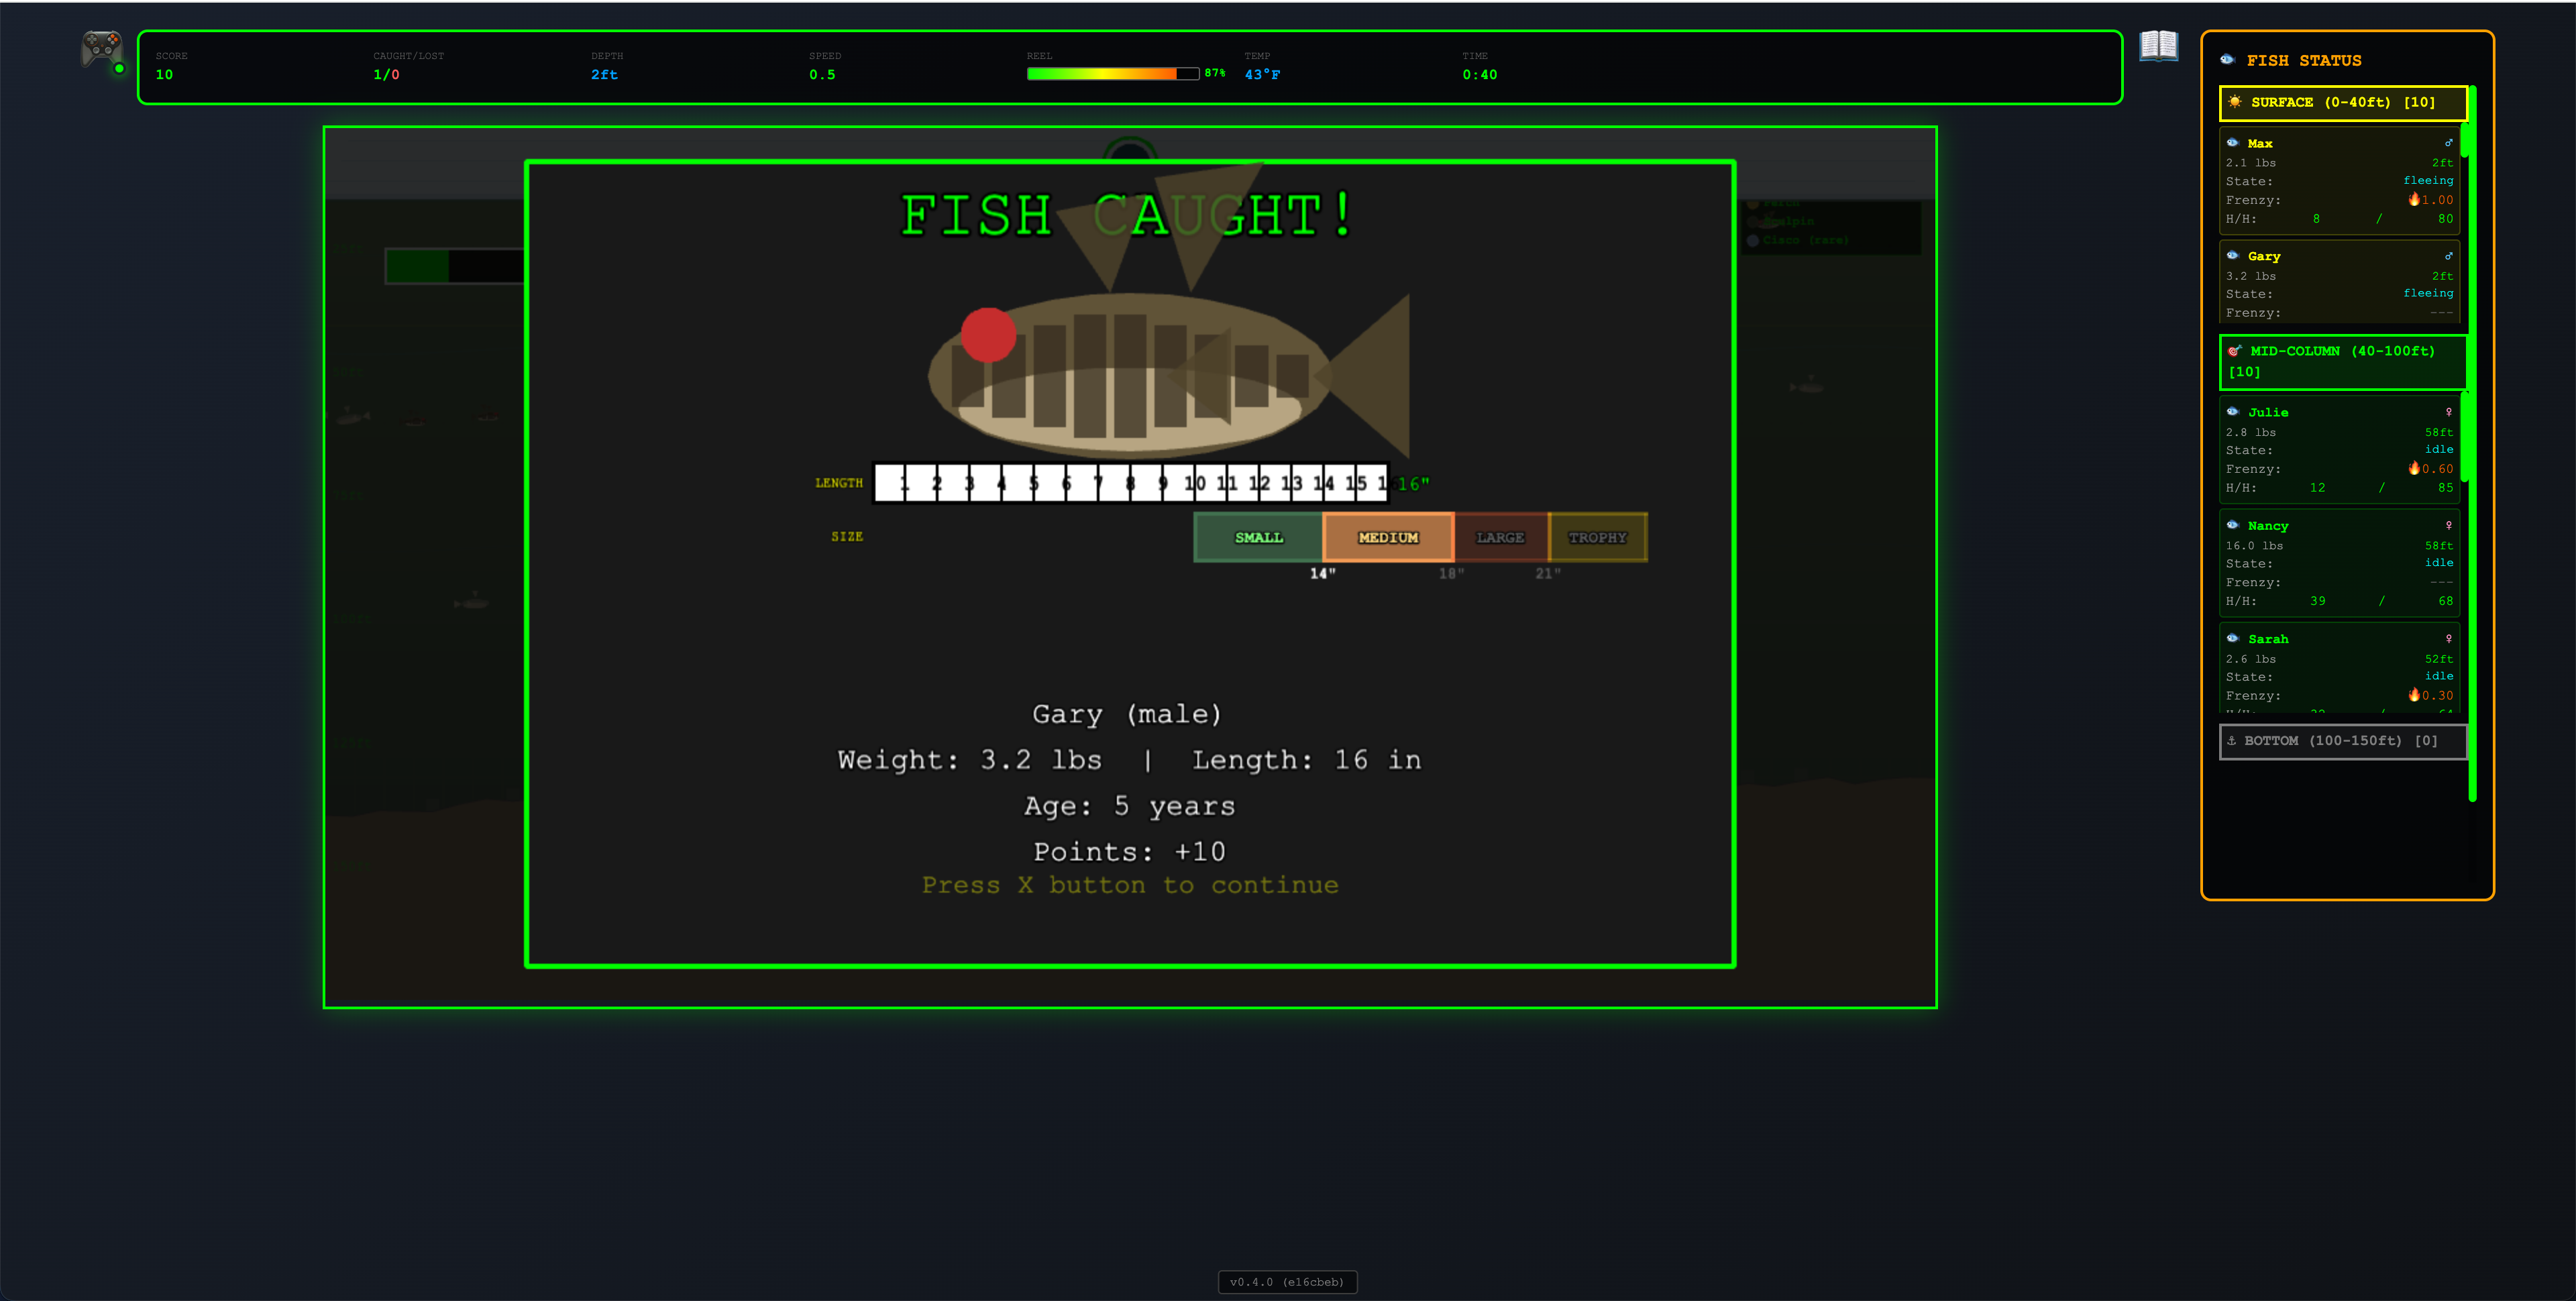 SCORE CAUGHT/LOST DEPTH SPEED REEL TEMP TIME
10 1/0 2ft 0.5 87% 43°F 0:40
FISH CAUGHT!
Cisco (rare)
LENGTH 1 2 3 4 5 6 7 8 9 10 11 12 13 14 15 16"
SIZE SMALL MEDIUM LARGE TROPHY
14" 18" 21"
Gary (male)
Weight: 3.2 lbs | Length: 16 in
Age: 5 years
Points: +10
Press X button to continue
FISH STATUS
SURFACE (0-40ft) [10]
Max ♂
2.1 lbs 2ft
State: fleeing
Frenzy: 1.00
H/H: 8 / 80
Gary ♂
3.2 lbs 2ft
State: fleeing
Frenzy: ---
MID-COLUMN (40-100ft)
[10]
Julie ♀
2.8 lbs 58ft
State: idle
Frenzy: 0.60
H/H: 12 / 85
Nancy ♀
16.0 lbs 58ft
State: idle
Frenzy: ---
H/H: 39 / 68
Sarah ♀
2.6 lbs 52ft
State: idle
Frenzy: 0.30
BOTTOM (100-150ft) [0]
v0.4.0 (e16cbeb)